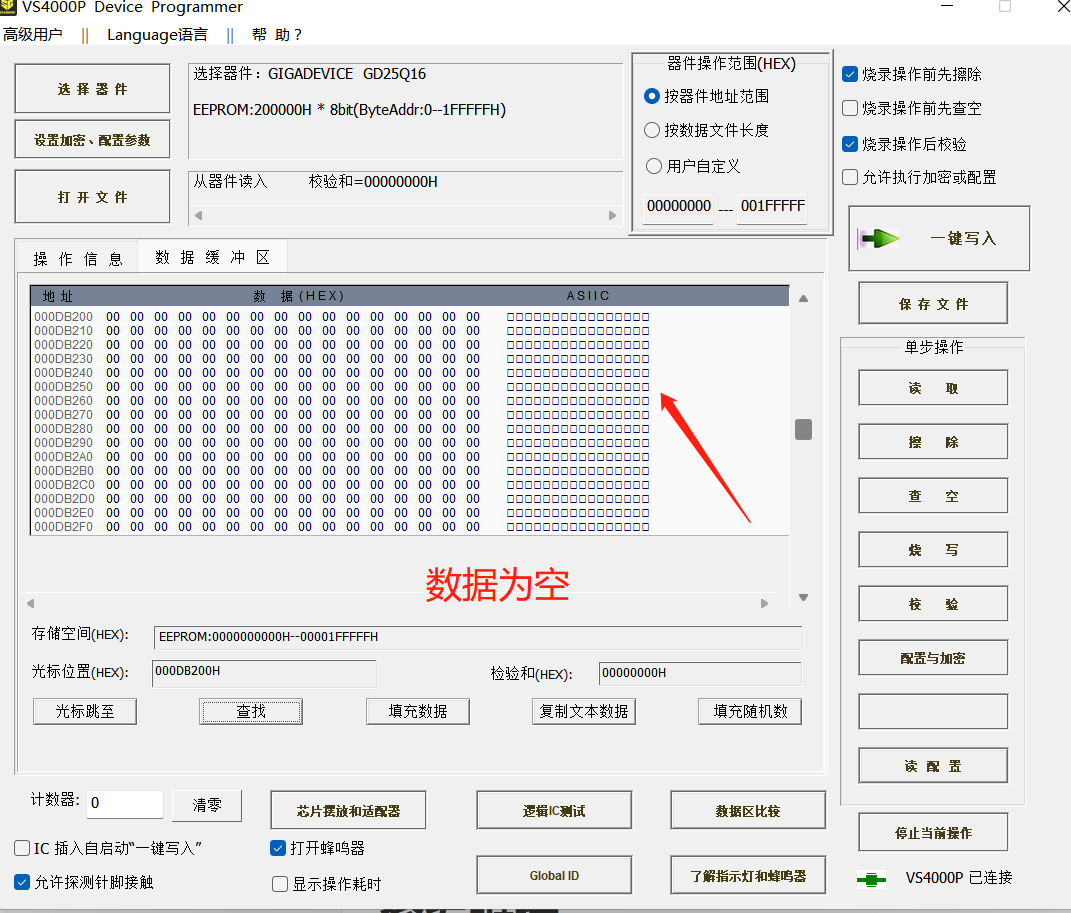 VS4000P Device Programmer
高级用户 || Language语言 || 帮 助？
选 择 器 件
设置加密、配置参数
打 开 文 件
选择器件：GIGADEVICE GD25Q16
EEPROM:200000H * 8bit(ByteAddr:0--1FFFFFH)
从器件读入 校验和=00000000H
器件操作范围(HEX)
按器件地址范围
按数据文件长度
用户自定义
00000000 --- 001FFFFF
烧录操作前先擦除
烧录操作前先查空
烧录操作后校验
允许执行加密或配置
一键写入
保 存 文 件
单步操作
读 取
擦 除
查 空
烧 写
校 验
配置与加密
读 配 置
停止当前操作
VS4000P 已连接
操 作 信 息 数 据 缓 冲 区
地 址 数 据(HEX) ASIIC
000DB200 00 00 00 00 00 00 00 00 00 00 00 00 00 00 00 00 □□□□□□□□□□□□□□□□
000DB210 00 00 00 00 00 00 00 00 00 00 00 00 00 00 00 00 □□□□□□□□□□□□□□□□
000DB220 00 00 00 00 00 00 00 00 00 00 00 00 00 00 00 00 □□□□□□□□□□□□□□□□
000DB230 00 00 00 00 00 00 00 00 00 00 00 00 00 00 00 00 □□□□□□□□□□□□□□□□
000DB240 00 00 00 00 00 00 00 00 00 00 00 00 00 00 00 00 □□□□□□□□□□□□□□□□
000DB250 00 00 00 00 00 00 00 00 00 00 00 00 00 00 00 00 □□□□□□□□□□□□□□□□
000DB260 00 00 00 00 00 00 00 00 00 00 00 00 00 00 00 00 □□□□□□□□□□□□□□□□
000DB270 00 00 00 00 00 00 00 00 00 00 00 00 00 00 00 00 □□□□□□□□□□□□□□□□
000DB280 00 00 00 00 00 00 00 00 00 00 00 00 00 00 00 00 □□□□□□□□□□□□□□□□
000DB290 00 00 00 00 00 00 00 00 00 00 00 00 00 00 00 00 □□□□□□□□□□□□□□□□
000DB2A0 00 00 00 00 00 00 00 00 00 00 00 00 00 00 00 00 □□□□□□□□□□□□□□□□
000DB2B0 00 00 00 00 00 00 00 00 00 00 00 00 00 00 00 00 □□□□□□□□□□□□□□□□
000DB2C0 00 00 00 00 00 00 00 00 00 00 00 00 00 00 00 00 □□□□□□□□□□□□□□□□
000DB2D0 00 00 00 00 00 00 00 00 00 00 00 00 00 00 00 00 □□□□□□□□□□□□□□□□
000DB2E0 00 00 00 00 00 00 00 00 00 00 00 00 00 00 00 00 □□□□□□□□□□□□□□□□
000DB2F0 00 00 00 00 00 00 00 00 00 00 00 00 00 00 00 00 □□□□□□□□□□□□□□□□
数据为空
存储空间(HEX): EEPROM:0000000000H--00001FFFFFH
光标位置(HEX): 000DB200H 检验和(HEX): 00000000H
光标跳至 查找 填充数据 复制文本数据 填充随机数
计数器: 0 清零
芯片摆放和适配器 逻辑IC测试 数据区比较
IC 插入自启动“一键写入” 打开蜂鸣器
允许探测针脚接触 显示操作耗时
Global ID 了解指示灯和蜂鸣器